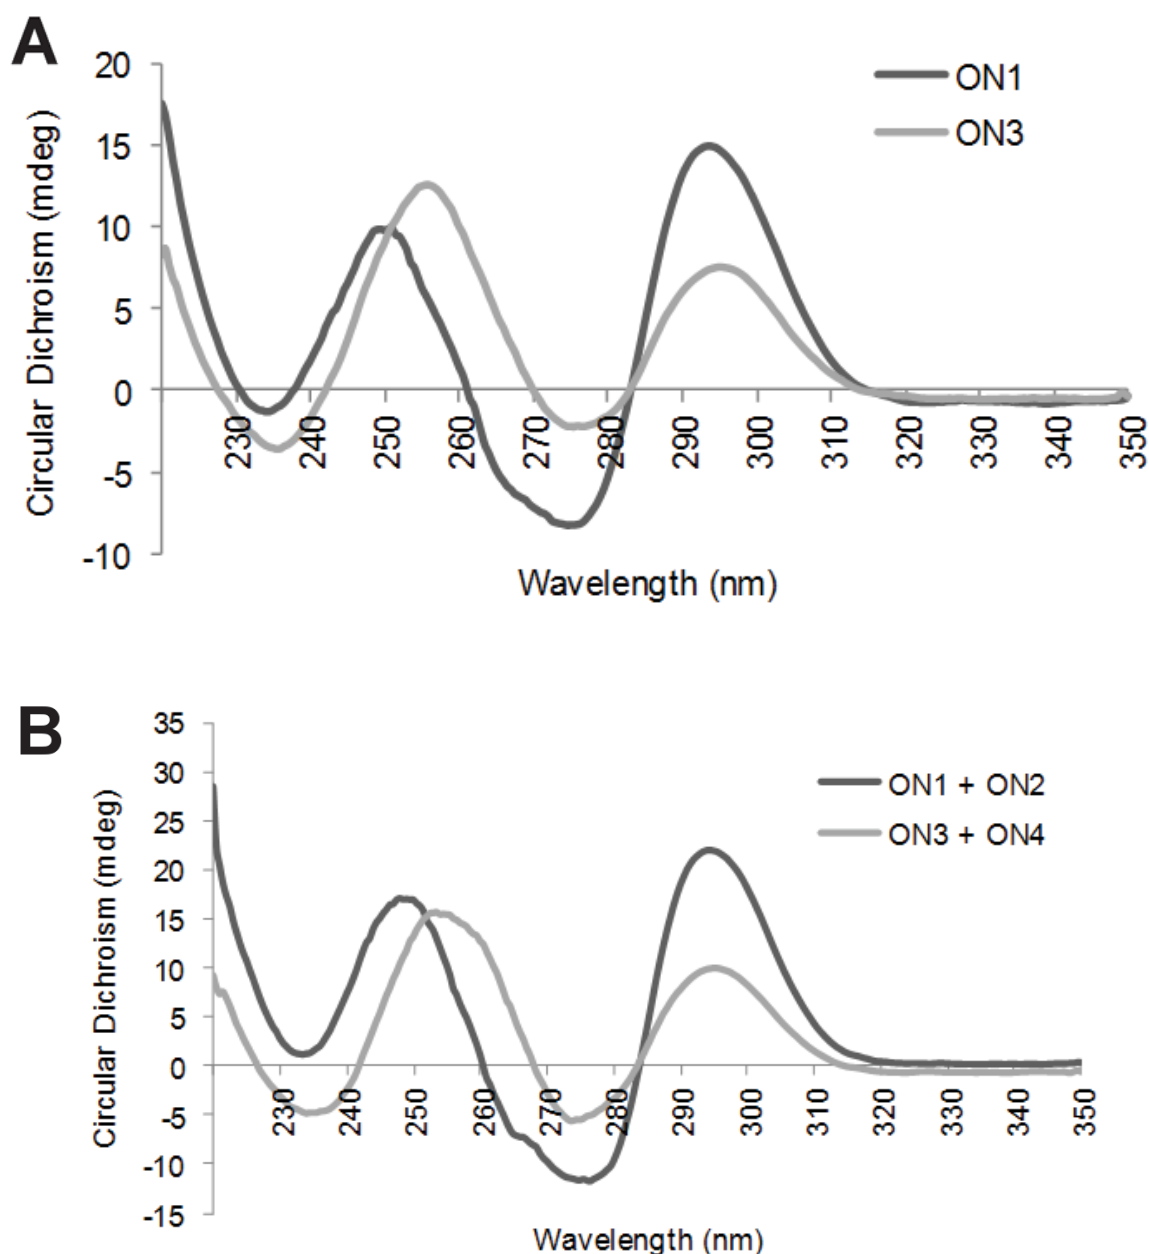 A
20
15
10
5
0
-5
-10
Circular Dichroism (mdeg)
ON1
ON3
230 240 250 260 270 280 290 300 310 320 330 340 350
Wavelength (nm)
B
35
30
25
20
15
10
5
0
-5
-10
-15
Circular Dichroism (mdeg)
ON1 + ON2
ON3 + ON4
230 240 250 260 270 280 290 300 310 320 330 340 350
Wavelength (nm)